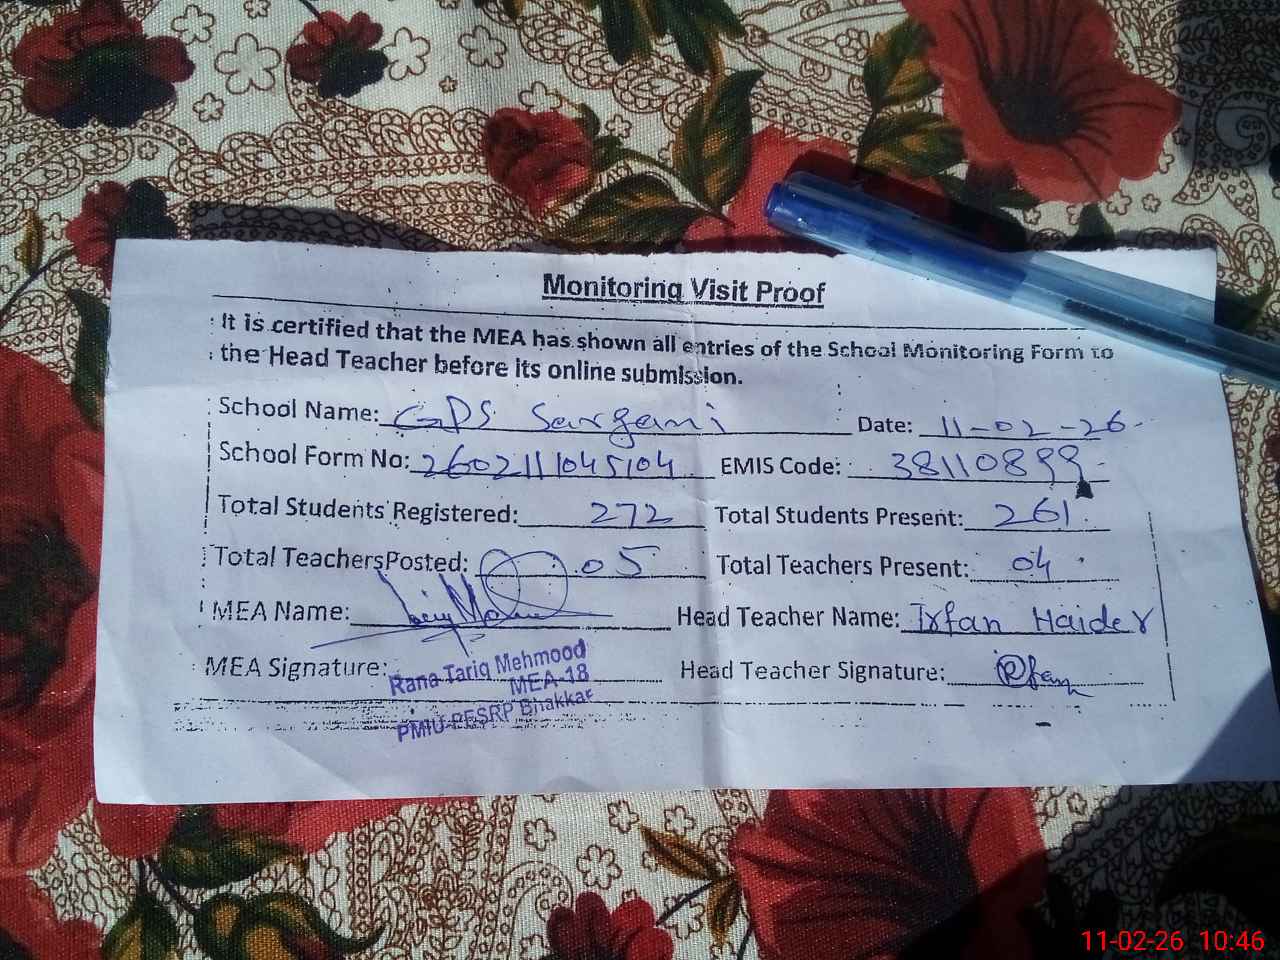 Monitoring Visit Proof
It is certified that the MEA has shown all entries of the School Monitoring Form to
the Head Teacher before its online submission.
School Name: GPS Sargani Date: 11-02-26
School Form No: 2602111045104 EMIS Code: 38110899
Total Students Registered: 272 Total Students Present: 261
Total TeachersPosted: 05 Total Teachers Present: 04
MEA Name: Head Teacher Name: Irfan Haider
MEA Signature: Head Teacher Signature: Irfan
Rana Tariq Mehmood
MEA-18
PMIU-PESRP Bhakkar
11-02-26 10:46